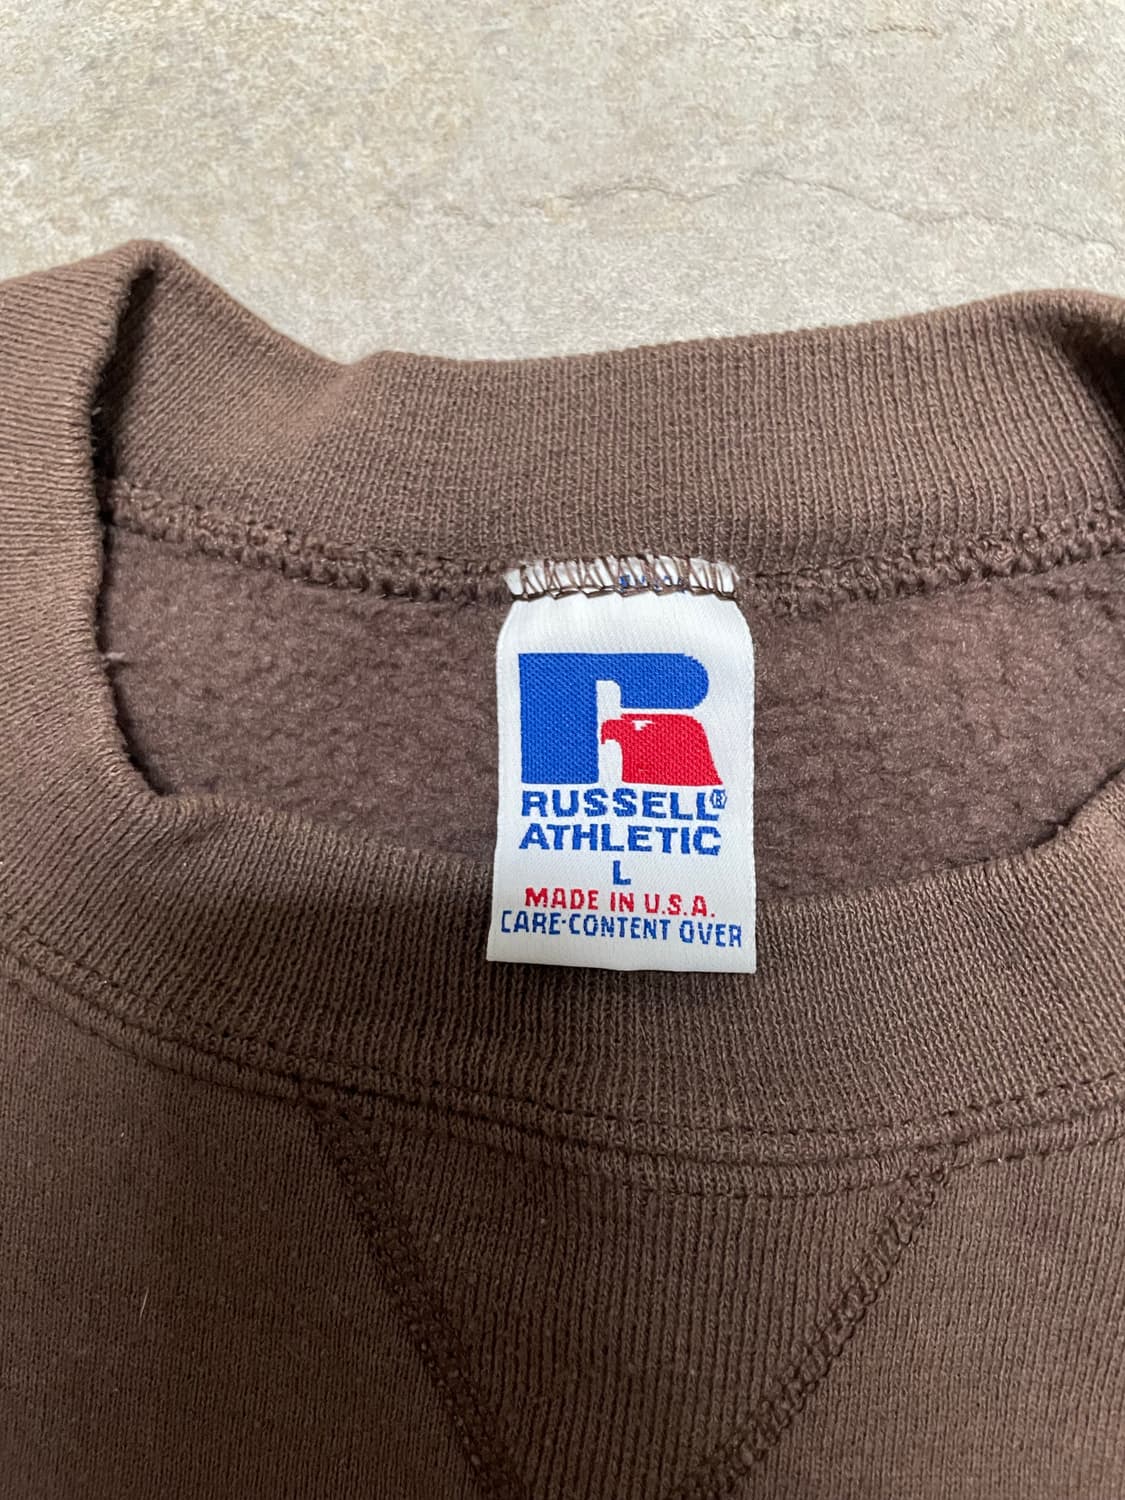 RUSSELL®
ATHLETIC
L
MADE IN U.S.A.
CARE-CONTENT OVER